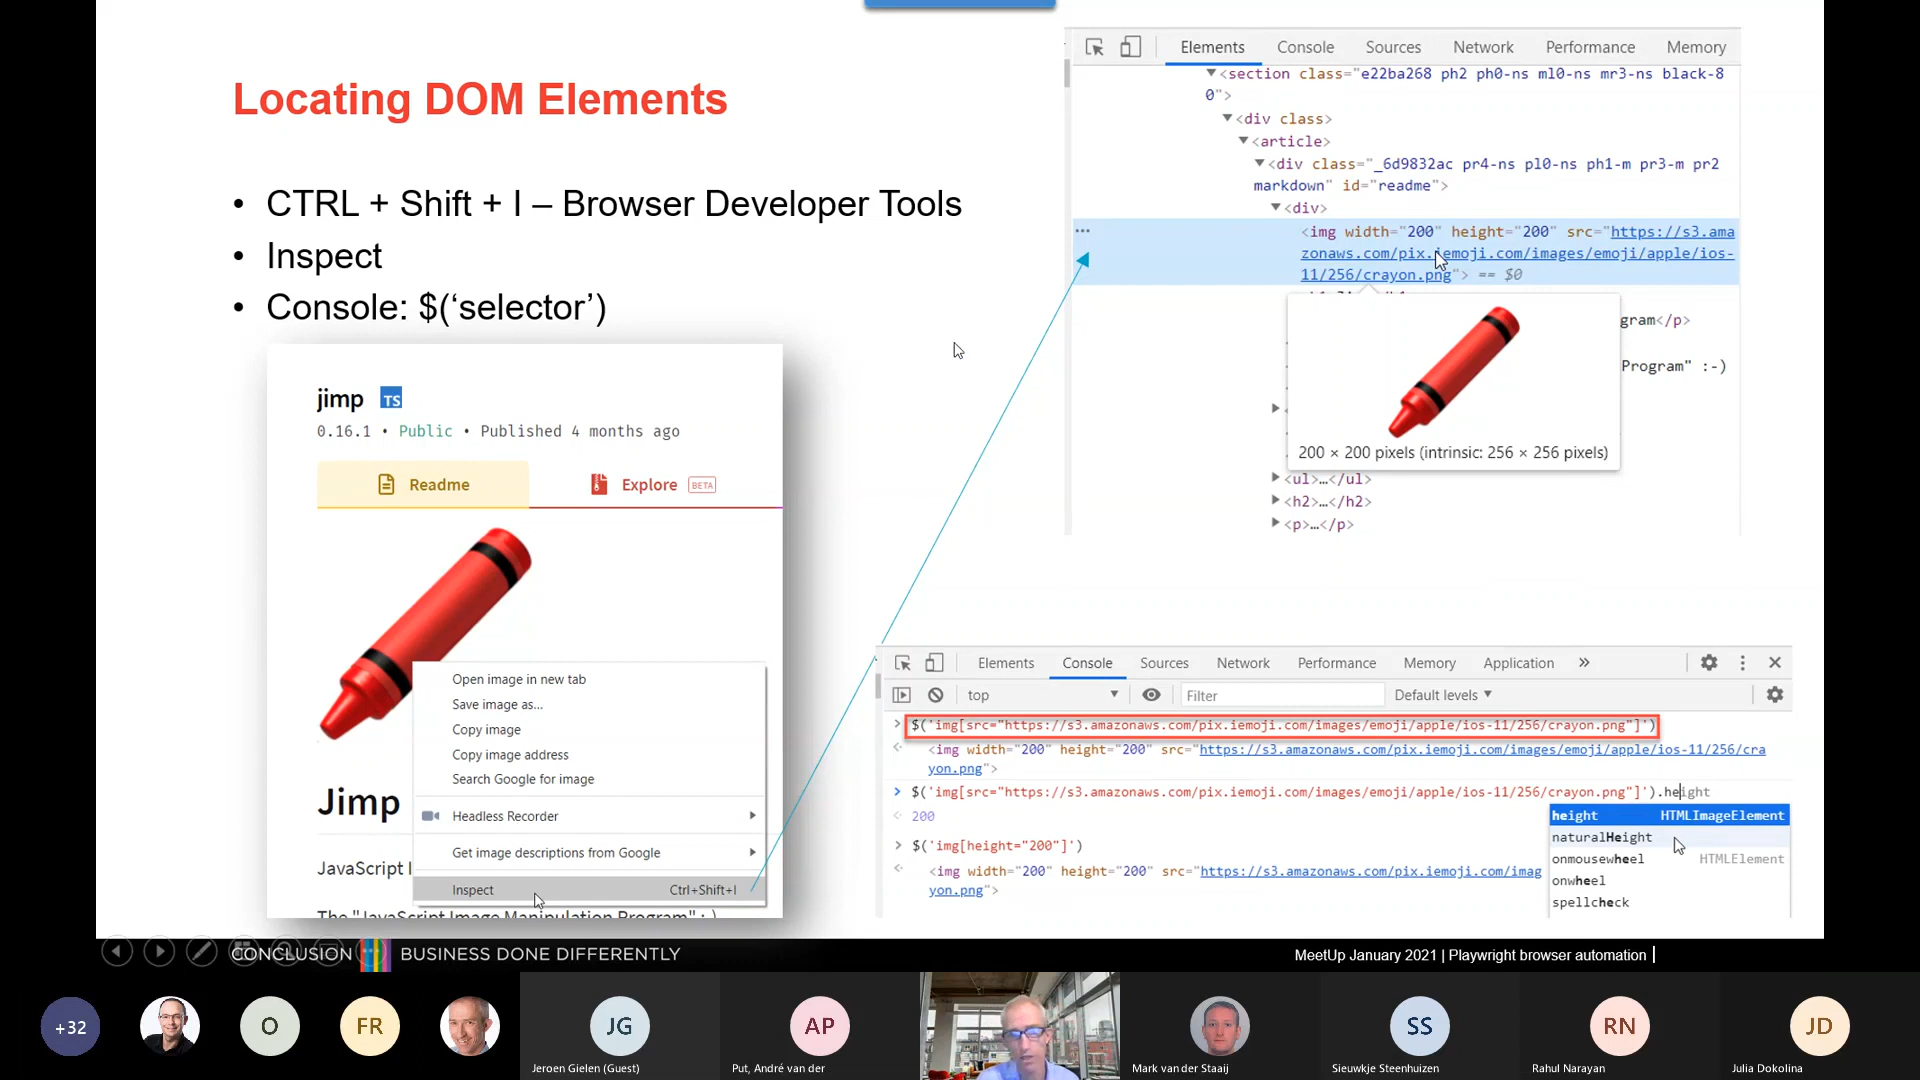 Locating DOM Elements
• CTRL + Shift + I – Browser Developer Tools
• Inspect
• Console: $(‘selector’)
jimp TS
0.16.1 • Public • Published 4 months ago
Readme
Explore BETA
Open image in new tab
Save image as...
Copy image
Copy image address
Search Google for image
Headless Recorder
Get image descriptions from Google
Inspect Ctrl+Shift+I
Jimp
JavaScript I
The "JavaScript Image Manipulation Program" :-)
Elements Console Sources Network Performance Memory
<section class="e22ba268 ph2 ph0-ns ml0-ns mr3-ns black-8
0">
<div class>
<article>
<div class="_6d9832ac pr4-ns pl0-ns ph1-m pr3-m pr2
markdown" id="readme">
<div>
<img width="200" height="200" src="https://s3.ama
zonaws.com/pix.iemoji.com/images/emoji/apple/ios-
11/256/crayon.png"> == $0
gram</p>
Program" :-)
200 × 200 pixels (intrinsic: 256 × 256 pixels)
<ul>…</ul>
<h2>…</h2>
<p>…</p>
Elements Console Sources Network Performance Memory Application »
top Filter Default levels
> $('img[src="https://s3.amazonaws.com/pix.iemoji.com/images/emoji/apple/ios-11/256/crayon.png"]')
<img width="200" height="200" src="https://s3.amazonaws.com/pix.iemoji.com/images/emoji/apple/ios-11/256/cra
yon.png">
> $('img[src="https://s3.amazonaws.com/pix.iemoji.com/images/emoji/apple/ios-11/256/crayon.png"]').height
200
> $('img[height="200"]')
<img width="200" height="200" src="https://s3.amazonaws.com/pix.iemoji.com/imag
yon.png">
height HTMLImageElement
naturalHeight
onmousewheel HTMLElement
onwheel
spellcheck
CONCLUSION BUSINESS DONE DIFFERENTLY
MeetUp January 2021 | Playwright browser automation |
+32
O
FR
JG
Jeroen Gielen (Guest)
AP
Put, André van der
Mark van der Staaij
SS
Sieuwkje Steenhuizen
RN
Rahul Narayan
JD
Julia Dokolina